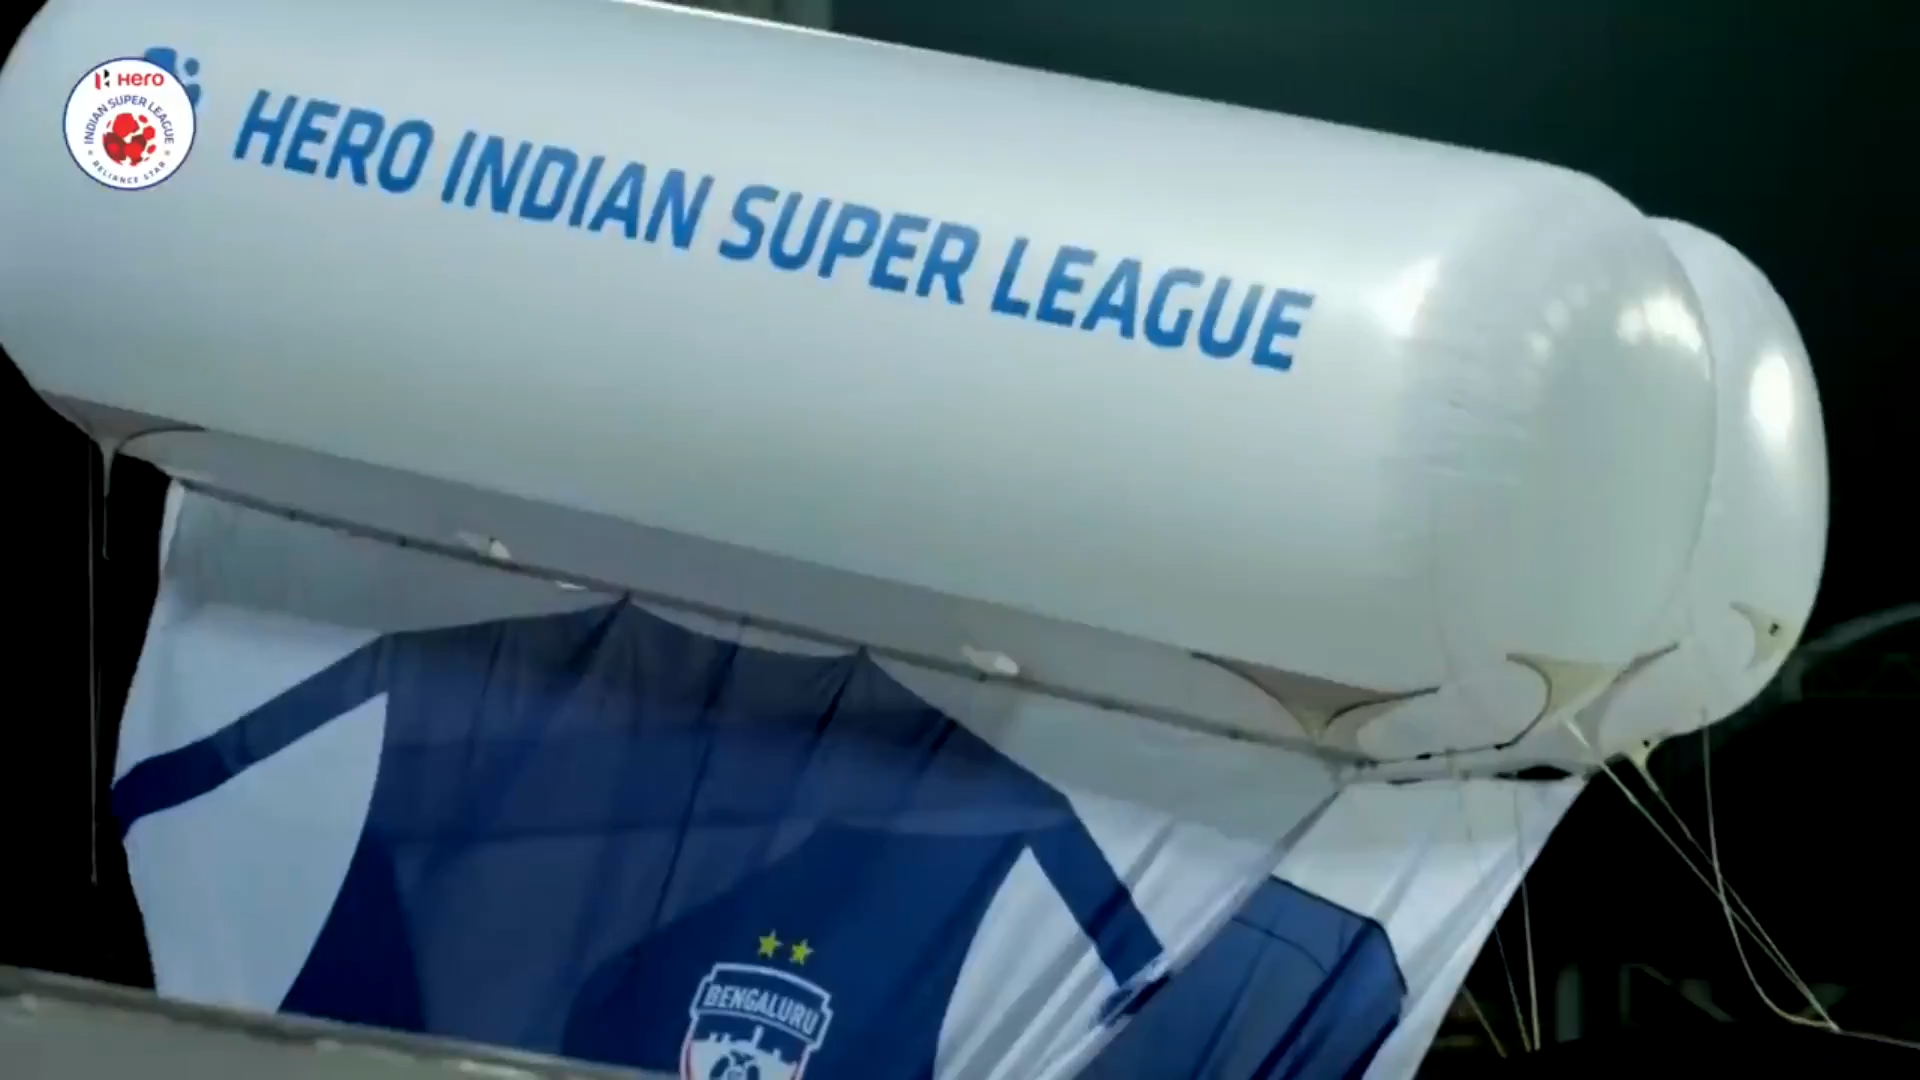 Hero
INDIAN SUPER LEAGUE
RELIANCE STAR
HERO INDIAN SUPER LEAGUE
BENGALURU